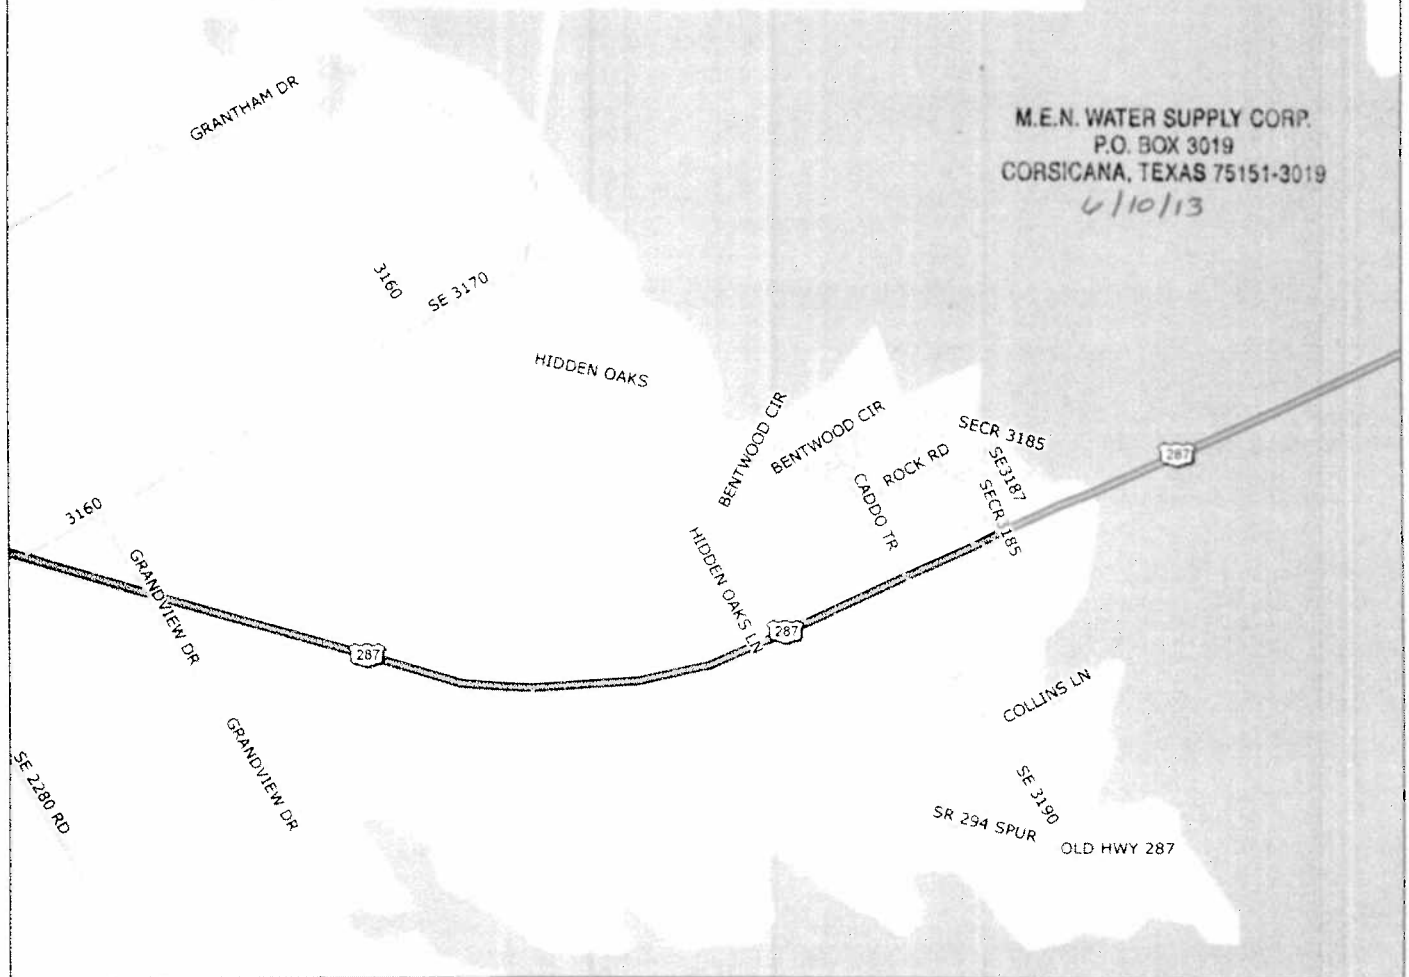 GRANTHAM DR
M.E.N. WATER SUPPLY CORP.
P.O. BOX 3019
CORSICANA, TEXAS 75151-3019
6/10/13
3160
SE 3170
HIDDEN OAKS
BENTWOOD CIR
BENTWOOD CIR
SECR 3185
ROCK RD
SE3187
287
CADDO TR
SECR 3185
3160
HIDDEN OAKS LN
GRANDVIEW DR
287
287
COLLINS LN
GRANDVIEW DR
SE 2280 RD
SE 3190
SR 294 SPUR
OLD HWY 287